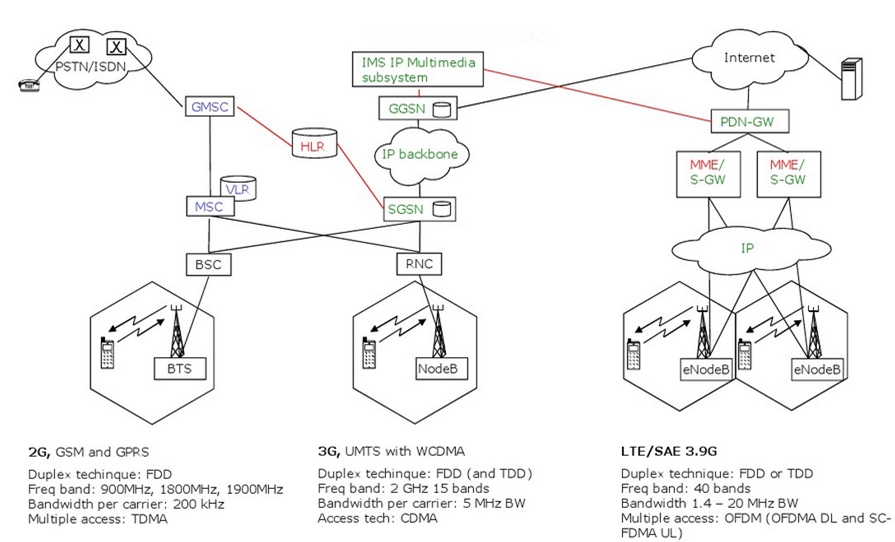 PSTN/ISDN
IMS IP Multimedia
subsystem
Internet
GMSC
GGSN
PDN-GW
HLR
IP backbone
MME/
S-GW
MME/
S-GW
VLR
MSC
SGSN
IP
BSC
RNC
BTS
NodeB
eNodeB
eNodeB
2G, GSM and GPRS
Duplex techinque: FDD
Freq band: 900MHz, 1800MHz, 1900MHz
Bandwidth per carrier: 200 kHz
Multiple access: TDMA
3G, UMTS with WCDMA
Duplex techinque: FDD (and TDD)
Freq band: 2 GHz 15 bands
Bandwidth per carrier: 5 MHz BW
Access tech: CDMA
LTE/SAE 3.9G
Duplex technique: FDD or TDD
Freq band: 40 bands
Bandwidth 1.4 – 20 MHz BW
Multiple access: OFDM (OFDMA DL and SC-
FDMA UL)